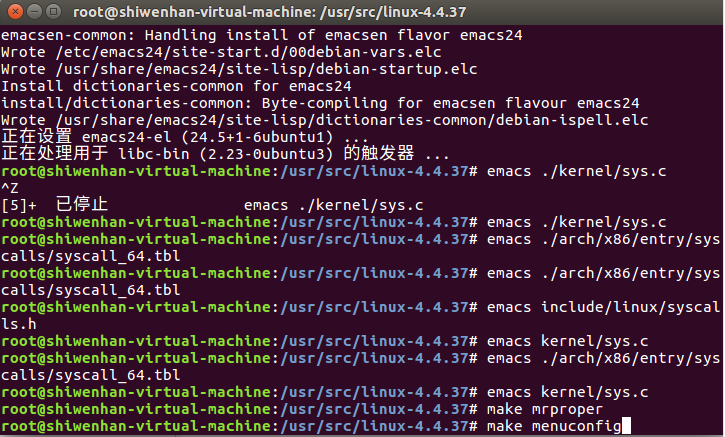 root@shiwenhan-virtual-machine: /usr/src/linux-4.4.37
emacsen-common: Handling install of emacsen flavor emacs24
Wrote /etc/emacs24/site-start.d/00debian-vars.elc
Wrote /usr/share/emacs24/site-lisp/debian-startup.elc
Install dictionaries-common for emacs24
install/dictionaries-common: Byte-compiling for emacsen flavour emacs24
Wrote /usr/share/emacs24/site-lisp/dictionaries-common/debian-ispell.elc
正在设置 emacs24-el (24.5+1-6ubuntu1) ...
正在处理用于 libc-bin (2.23-0ubuntu3) 的触发器 ...
root@shiwenhan-virtual-machine:/usr/src/linux-4.4.37# emacs ./kernel/sys.c
^Z
[5]+  已停止               emacs ./kernel/sys.c
root@shiwenhan-virtual-machine:/usr/src/linux-4.4.37# emacs ./kernel/sys.c
root@shiwenhan-virtual-machine:/usr/src/linux-4.4.37# emacs ./arch/x86/entry/sys
calls/syscall_64.tbl
root@shiwenhan-virtual-machine:/usr/src/linux-4.4.37# emacs ./arch/x86/entry/sys
calls/syscall_64.tbl
root@shiwenhan-virtual-machine:/usr/src/linux-4.4.37# emacs include/linux/syscal
ls.h
root@shiwenhan-virtual-machine:/usr/src/linux-4.4.37# emacs kernel/sys.c
root@shiwenhan-virtual-machine:/usr/src/linux-4.4.37# emacs ./arch/x86/entry/sys
calls/syscall_64.tbl
root@shiwenhan-virtual-machine:/usr/src/linux-4.4.37# emacs kernel/sys.c
root@shiwenhan-virtual-machine:/usr/src/linux-4.4.37# make mrproper
root@shiwenhan-virtual-machine:/usr/src/linux-4.4.37# make menuconfig